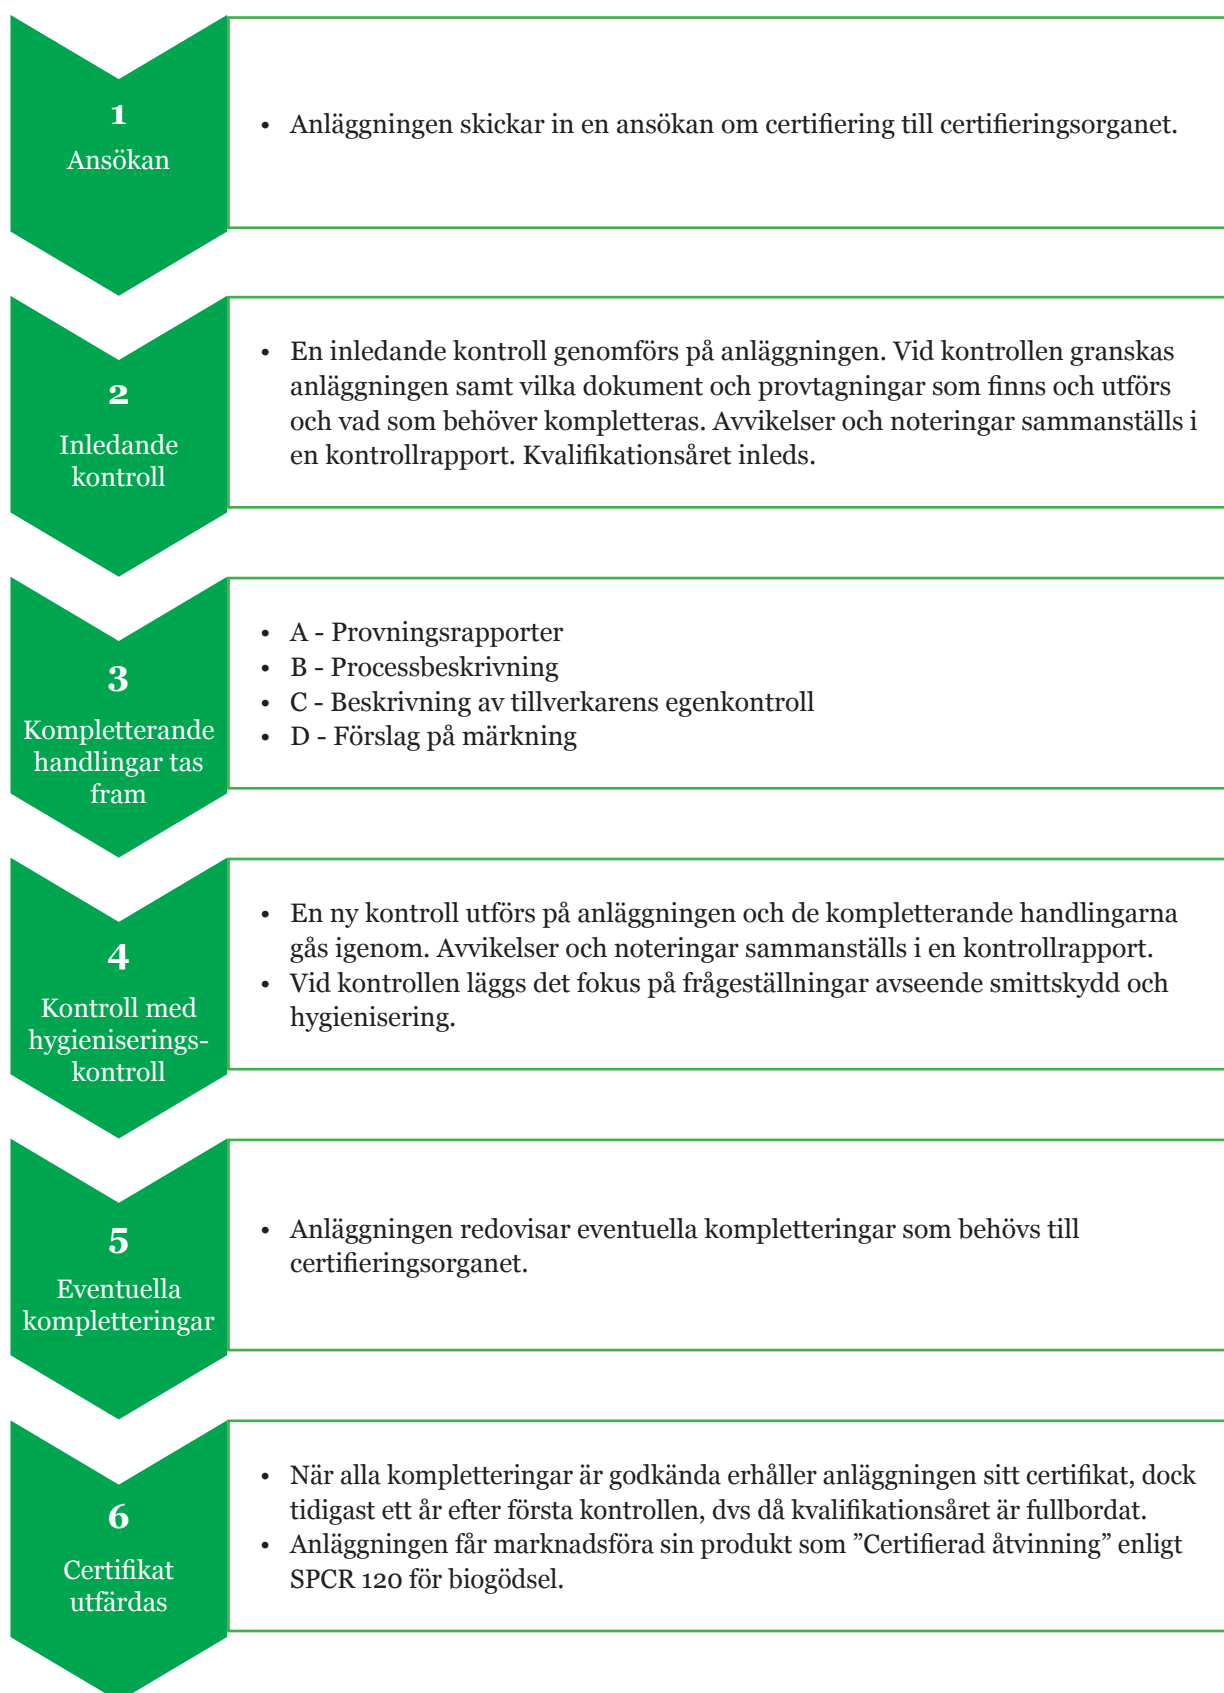 1
Ansökan
• Anläggningen skickar in en ansökan om certifiering till certifieringsorganet.
2
Inledande
kontroll
• En inledande kontroll genomförs på anläggningen. Vid kontrollen granskas
anläggningen samt vilka dokument och provtagningar som finns och utförs
och vad som behöver kompletteras. Avvikelser och noteringar sammanställs i
en kontrollrapport. Kvalifikationsåret inleds.
3
Kompletterande
handlingar tas
fram
• A - Provningsrapporter
• B - Processbeskrivning
• C - Beskrivning av tillverkarens egenkontroll
• D - Förslag på märkning
4
Kontroll med
hygieniserings-
kontroll
• En ny kontroll utförs på anläggningen och de kompletterande handlingarna
gås igenom. Avvikelser och noteringar sammanställs i en kontrollrapport.
• Vid kontrollen läggs det fokus på frågeställningar avseende smittskydd och
hygienisering.
5
Eventuella
kompletteringar
• Anläggningen redovisar eventuella kompletteringar som behövs till
certifieringsorganet.
6
Certifikat
utfärdas
• När alla kompletteringar är godkända erhåller anläggningen sitt certifikat, dock
tidigast ett år efter första kontrollen, dvs då kvalifikationsåret är fullbordat.
• Anläggningen får marknadsföra sin produkt som ”Certifierad åtvinning” enligt
SPCR 120 för biogödsel.